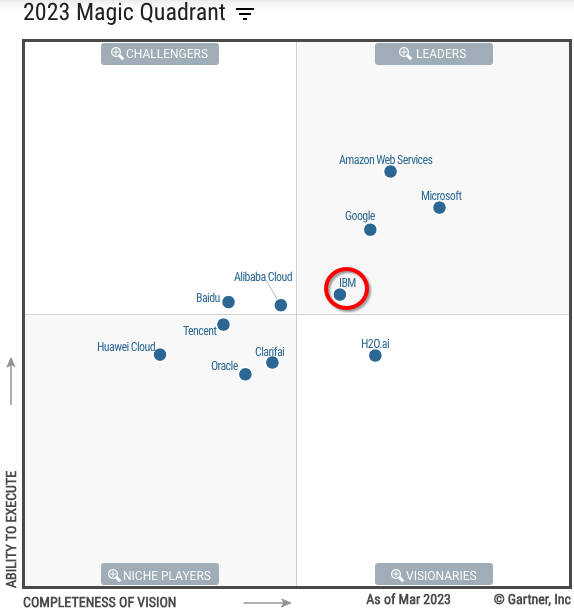 2023 Magic Quadrant
CHALLENGERS
LEADERS
Amazon Web Services
Microsoft
Google
Alibaba Cloud
IBM
Baidu
Tencent
Huawei Cloud
Clarifai
H2O.ai
Oracle
ABILITY TO EXECUTE
NICHE PLAYERS
VISIONARIES
COMPLETENESS OF VISION
As of Mar 2023
© Gartner, Inc